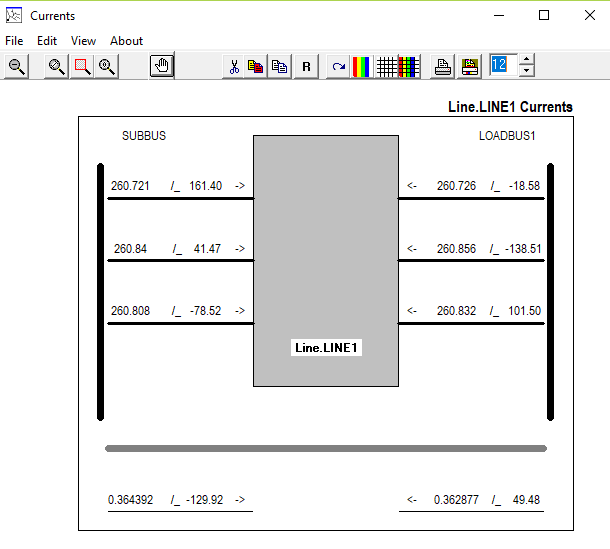 Currents
File Edit View About
R 12
Line.LINE1 Currents
SUBBUS LOADBUS1
260.721 /_ 161.40 -> <- 260.726 /_ -18.58
260.84 /_ 41.47 -> <- 260.856 /_ -138.51
260.808 /_ -78.52 -> <- 260.832 /_ 101.50
Line.LINE1
0.364392 /_ -129.92 -> <- 0.362877 /_ 49.48